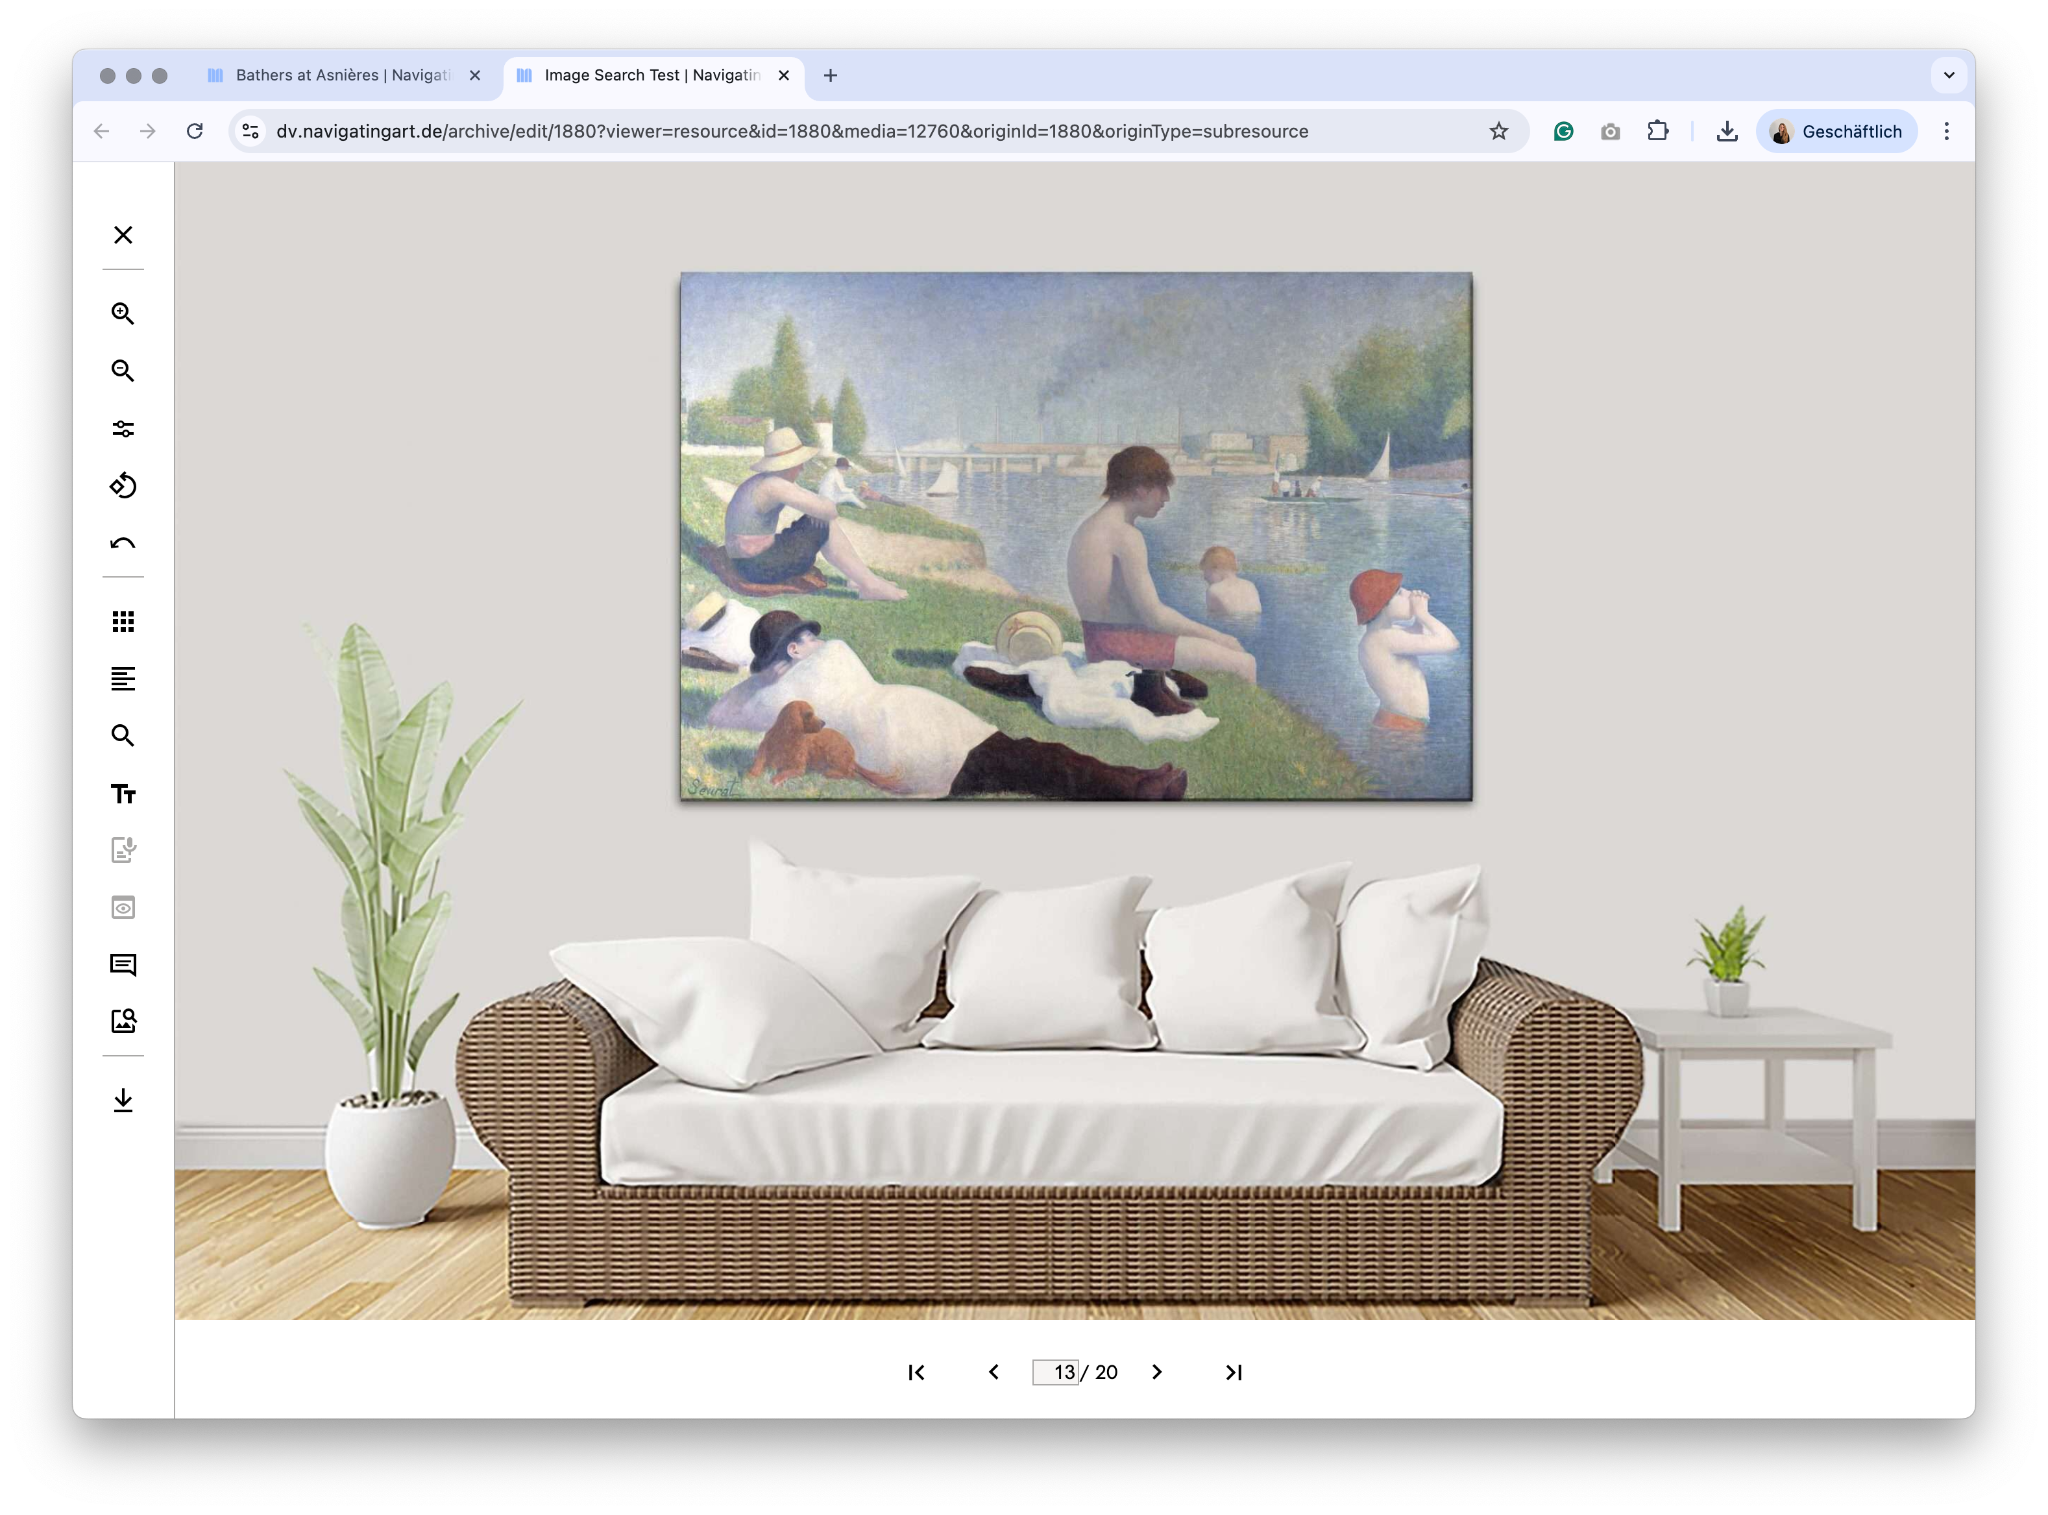 Bathers at Asnières | Navigati
Image Search Test | Navigatin
dv.navigatingart.de/archive/edit/1880?viewer=resource&id=1880&media=12760&originId=1880&originType=subresource
Geschäftlich
Tт
Seurat
13 / 20